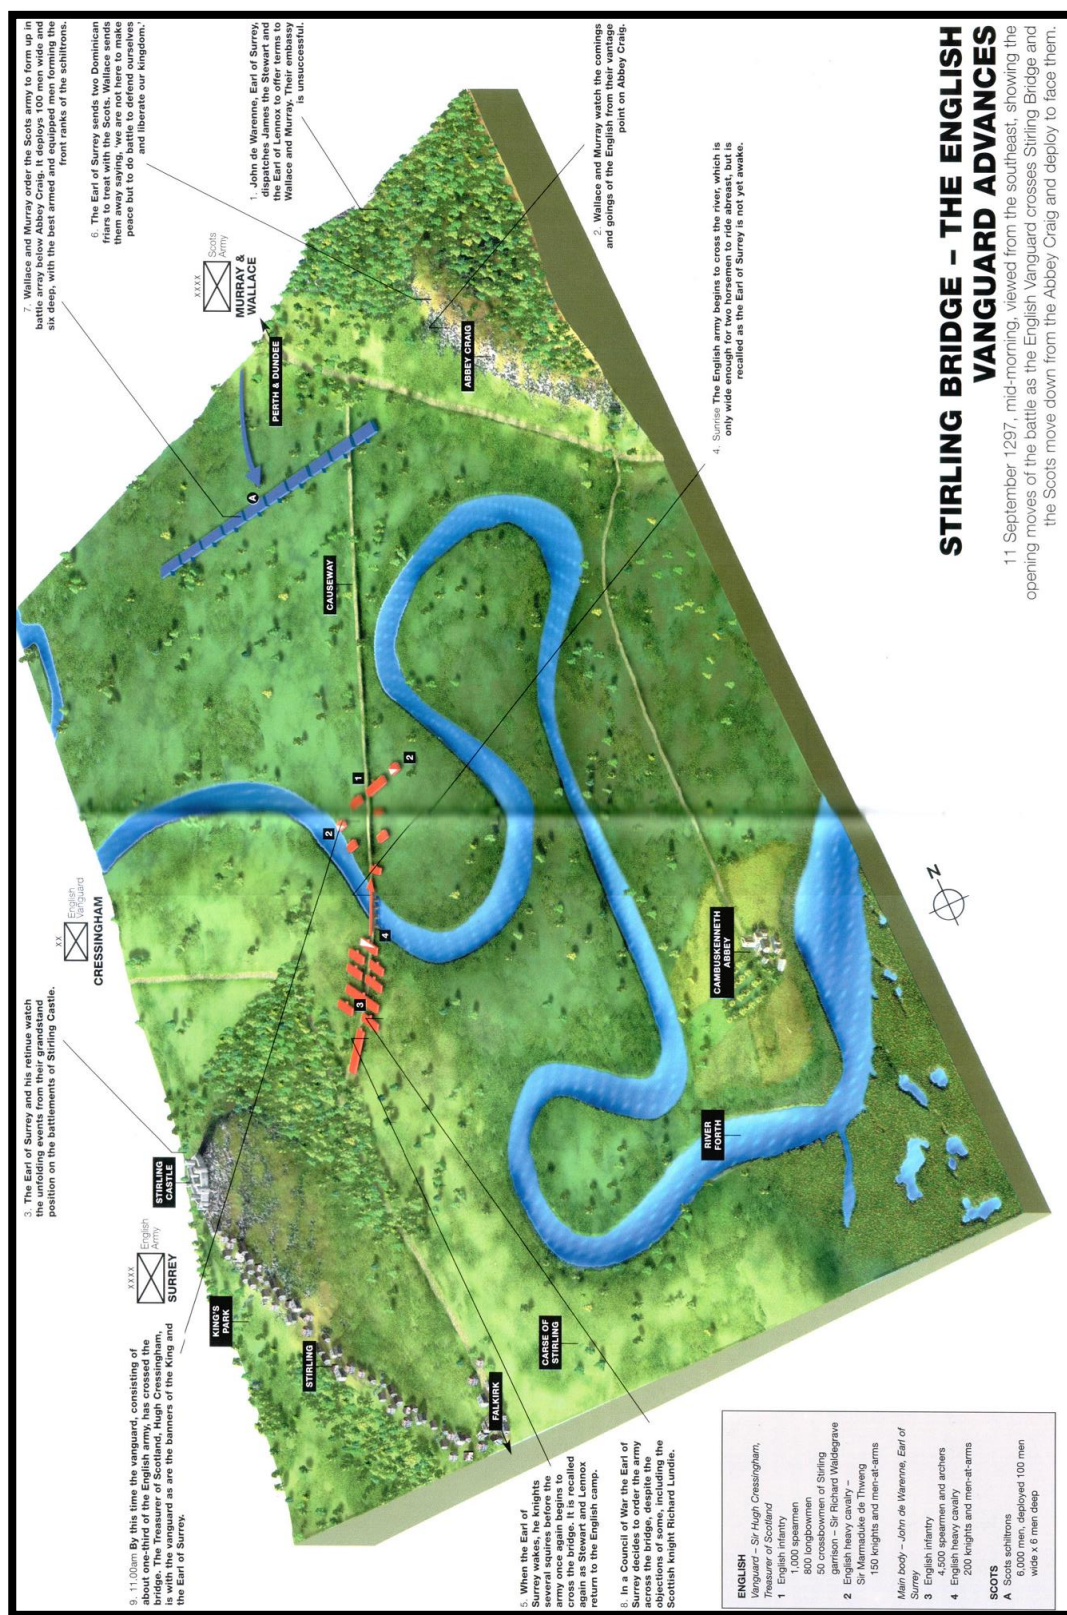 7. Wallace and Murray order the Scots army to form up in
battle array below Abbey Craig. It deploys 100 men wide and
six deep, with the best armed and equipped men forming the
front ranks of the schiltrons.
3. The Earl of Surrey and his retinue watch
the unfolding events from their grandstand
position on the battlements of Stirling Castle.
XX
English
Vanguard
CRESSINGHAM
6. The Earl of Surrey sends two Dominican
friars to treat with the Scots. Wallace sends
them away saying, 'we are not here to make
peace but to do battle to defend ourselves
and liberate our kingdom.'
9. 11.00am By this time the vanguard, consisting of
about one-third of the English army, has crossed the
bridge. The Treasurer of Scotland, Hugh Cressingham,
is with the vanguard as are the banners of the King and
the Earl of Surrey.
XXXX
English
Army
SURREY
STIRLING
CASTLE
XXXX
Scots
Army
MURRAY &
WALLACE
KING'S
PARK
A
PERTH & DUNDEE
1. John de Warenne, Earl of Surrey,
dispatches James the Stewart and
the Earl of Lennox to offer terms to
Wallace and Murray. Their embassy
is unsuccessful.
STIRLING
CAUSEWAY
2
1
3
4
2
ABBEY CRAIG
FALKIRK
5. When the Earl of
Surrey wakes, he knights
several squires before the
army once again begins to
cross the bridge. It is recalled
again as Stewart and Lennox
return to the English camp.
CARSE OF
STIRLING
2. Wallace and Murray watch the comings
and goings of the English from their vantage
point on Abbey Craig.
8. In a Council of War the Earl of
Surrey decides to order the army
across the bridge, despite the
objections of some, including the
Scottish knight Richard Lundie.
RIVER
FORTH
CAMBUSKENNETH
ABBEY
4. Sunrise The English army begins to cross the river, which is
only wide enough for two horsemen to ride abreast, but is
recalled as the Earl of Surrey is not yet awake.
ENGLISH
Vanguard – Sir Hugh Cressingham,
Treasurer of Scotland
1 English infantry
1,000 spearmen
800 longbowmen
50 crossbowmen of Stirling
garrison – Sir Richard Waldegrave
2 English heavy cavalry –
Sir Marmaduke de Thweng
150 knights and men-at-arms
Main body – John de Warenne, Earl of
Surrey
3 English infantry
4,500 spearmen and archers
4 English heavy cavalry
200 knights and men-at-arms
SCOTS
A Scots schiltrons
6,000 men, deployed 100 men
wide x 6 men deep
N
STIRLING BRIDGE – THE ENGLISH
VANGUARD ADVANCES
111 September 1297, mid-morning, viewed from the southeast, showing the
opening moves of the battle as the English Vanguard crosses Stirling Bridge and
the Scots move down from the Abbey Craig and deploy to face them.